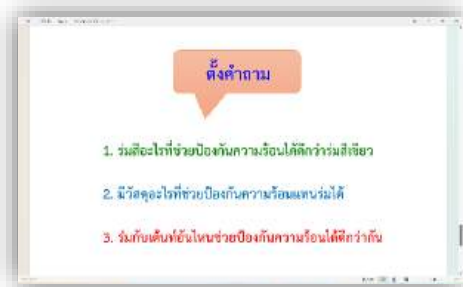 ตั้งคำถาม
1. ร่มสีอะไรที่ช่วยป้องกันความร้อนได้ดีกว่าร่มสีเขียว
2. มีวัสดุอะไรที่ช่วยป้องกันความร้อนแทนร่มได้
3. ร่มกับเต็นท์อันไหนช่วยป้องกันความร้อนได้ดีกว่ากัน